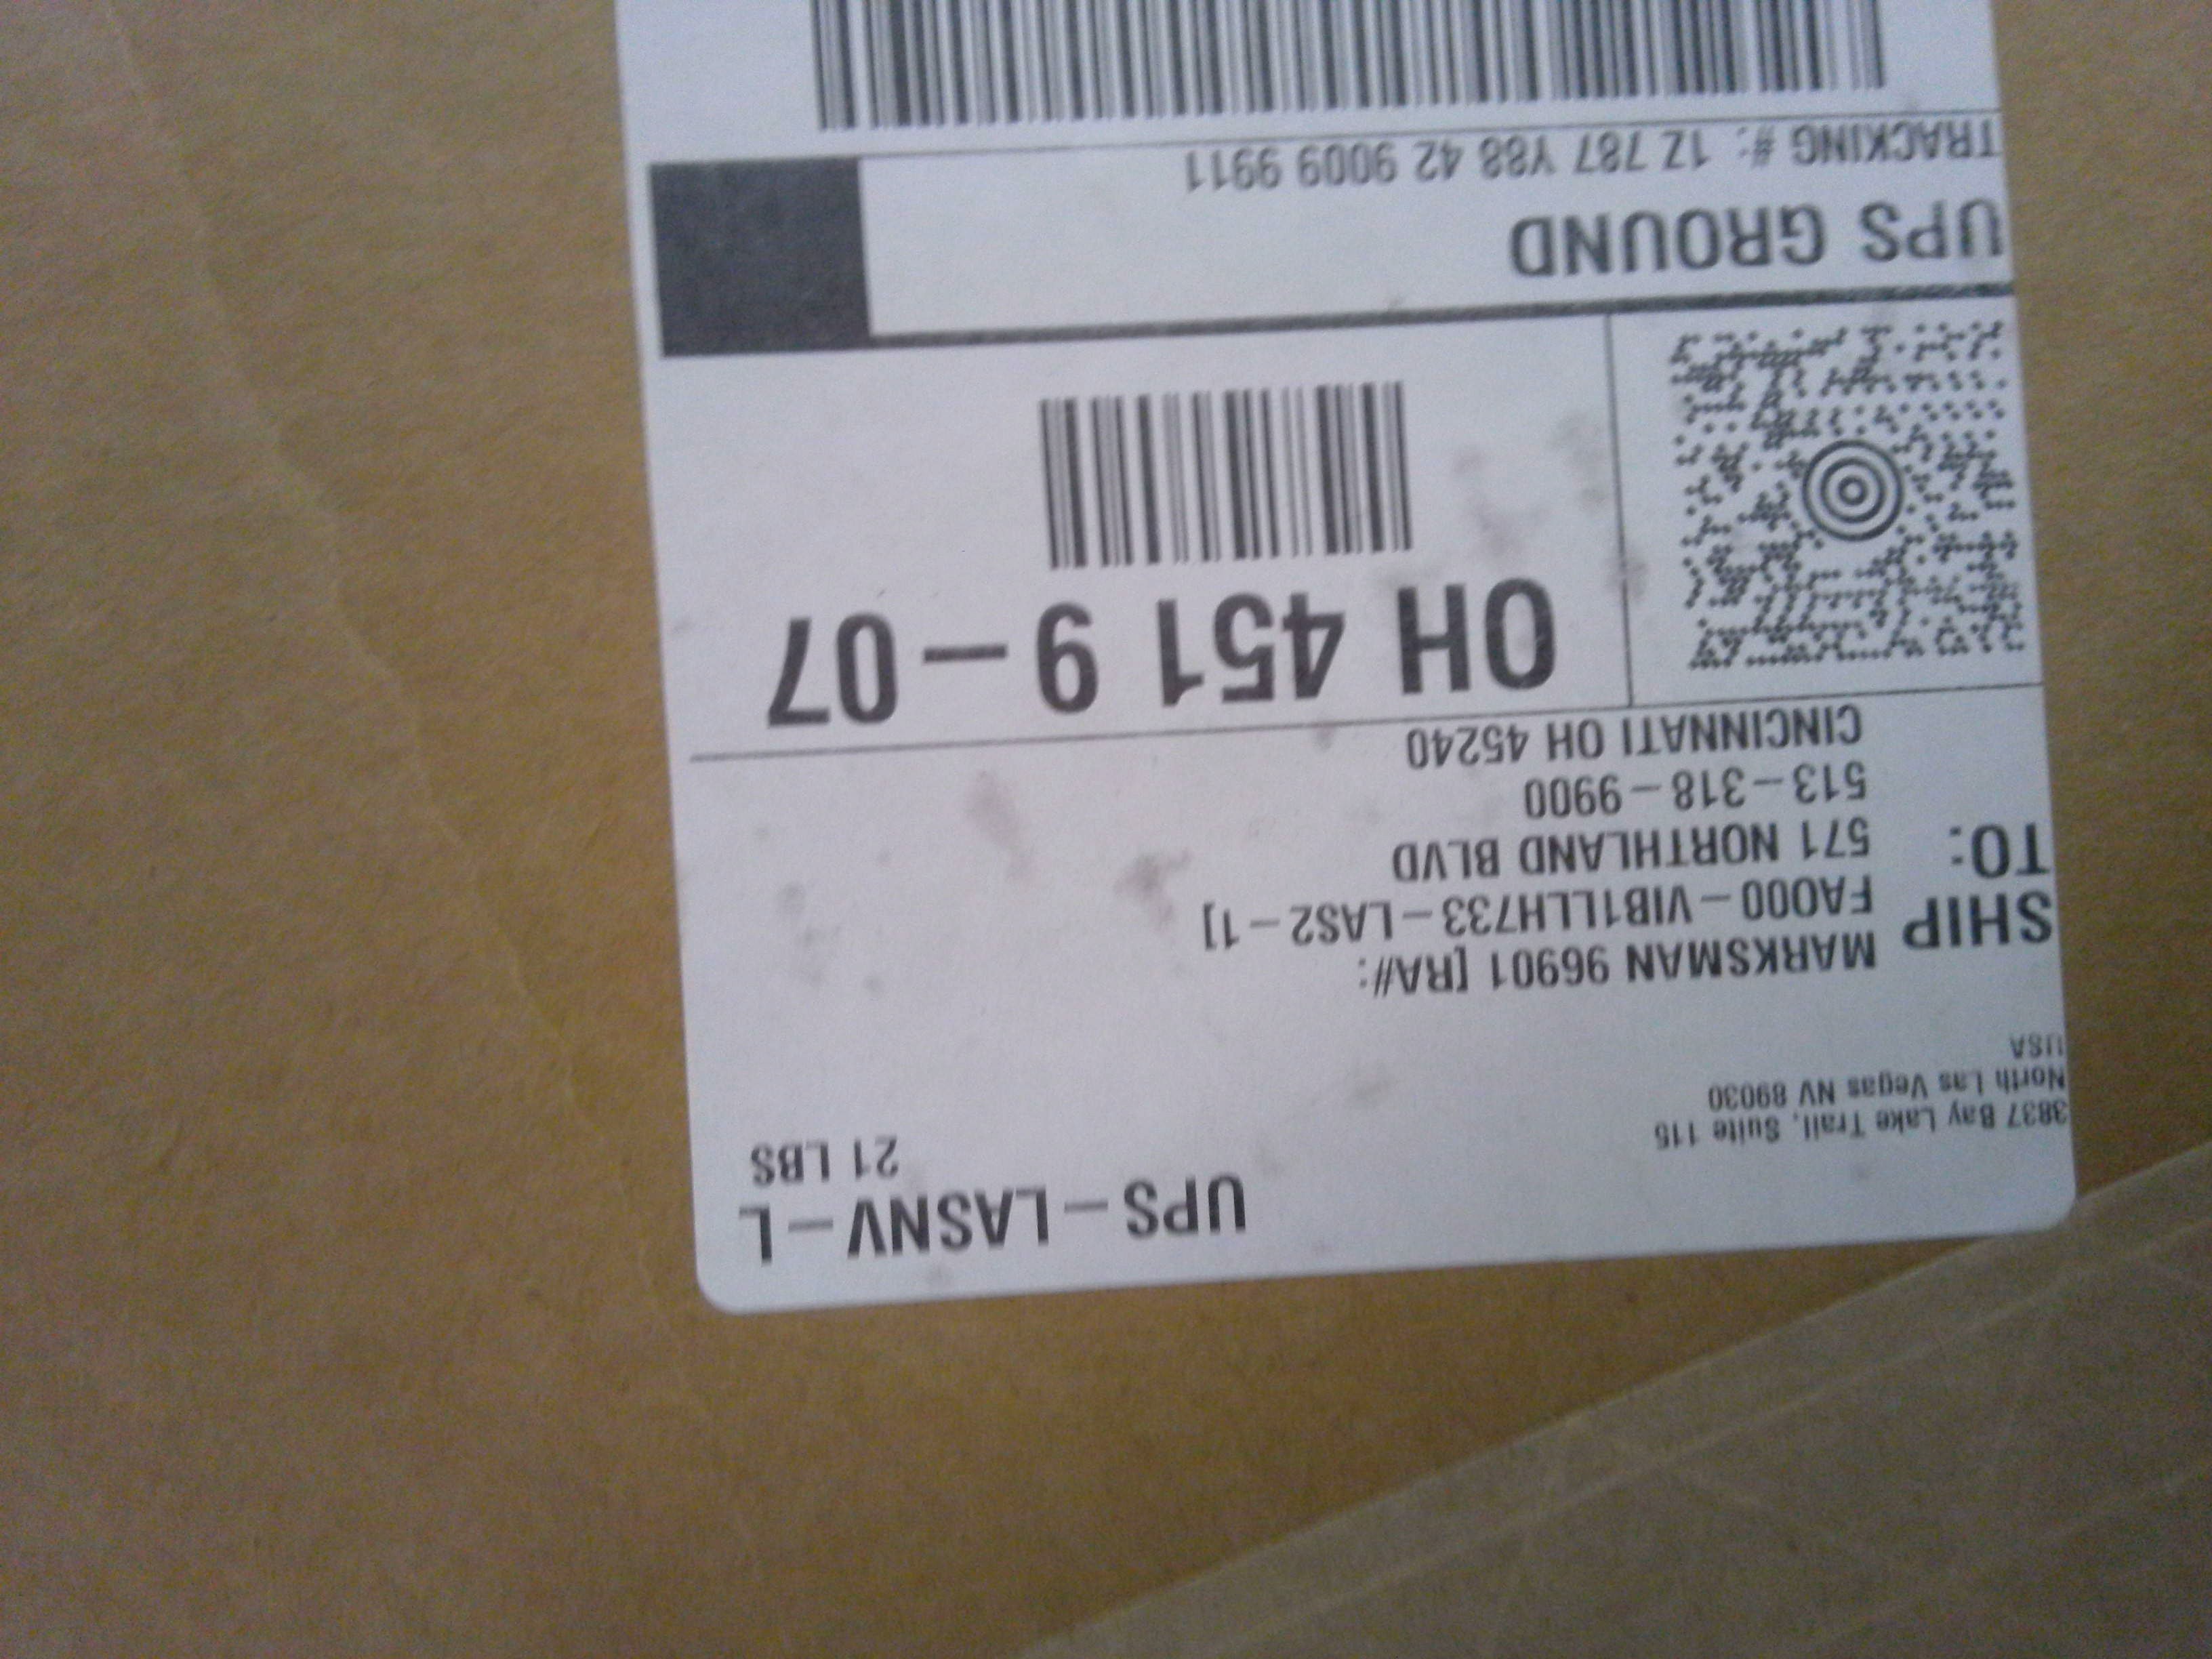 UPS-LASNV-L
21 LBS
3837 Bay Lake Trail, Suite 115
North Las Vegas NV 89030
USA
SHIP
TO:
MARKSMAN 96901 [RA#:
FA000-VIB1LLH733-LAS2-1]
571 NORTHLAND BLVD
513-318-9900
CINCINNATI OH 45240
OH 451 9-07
UPS GROUND
TRACKING #: 1Z 787 Y88 42 9009 9911